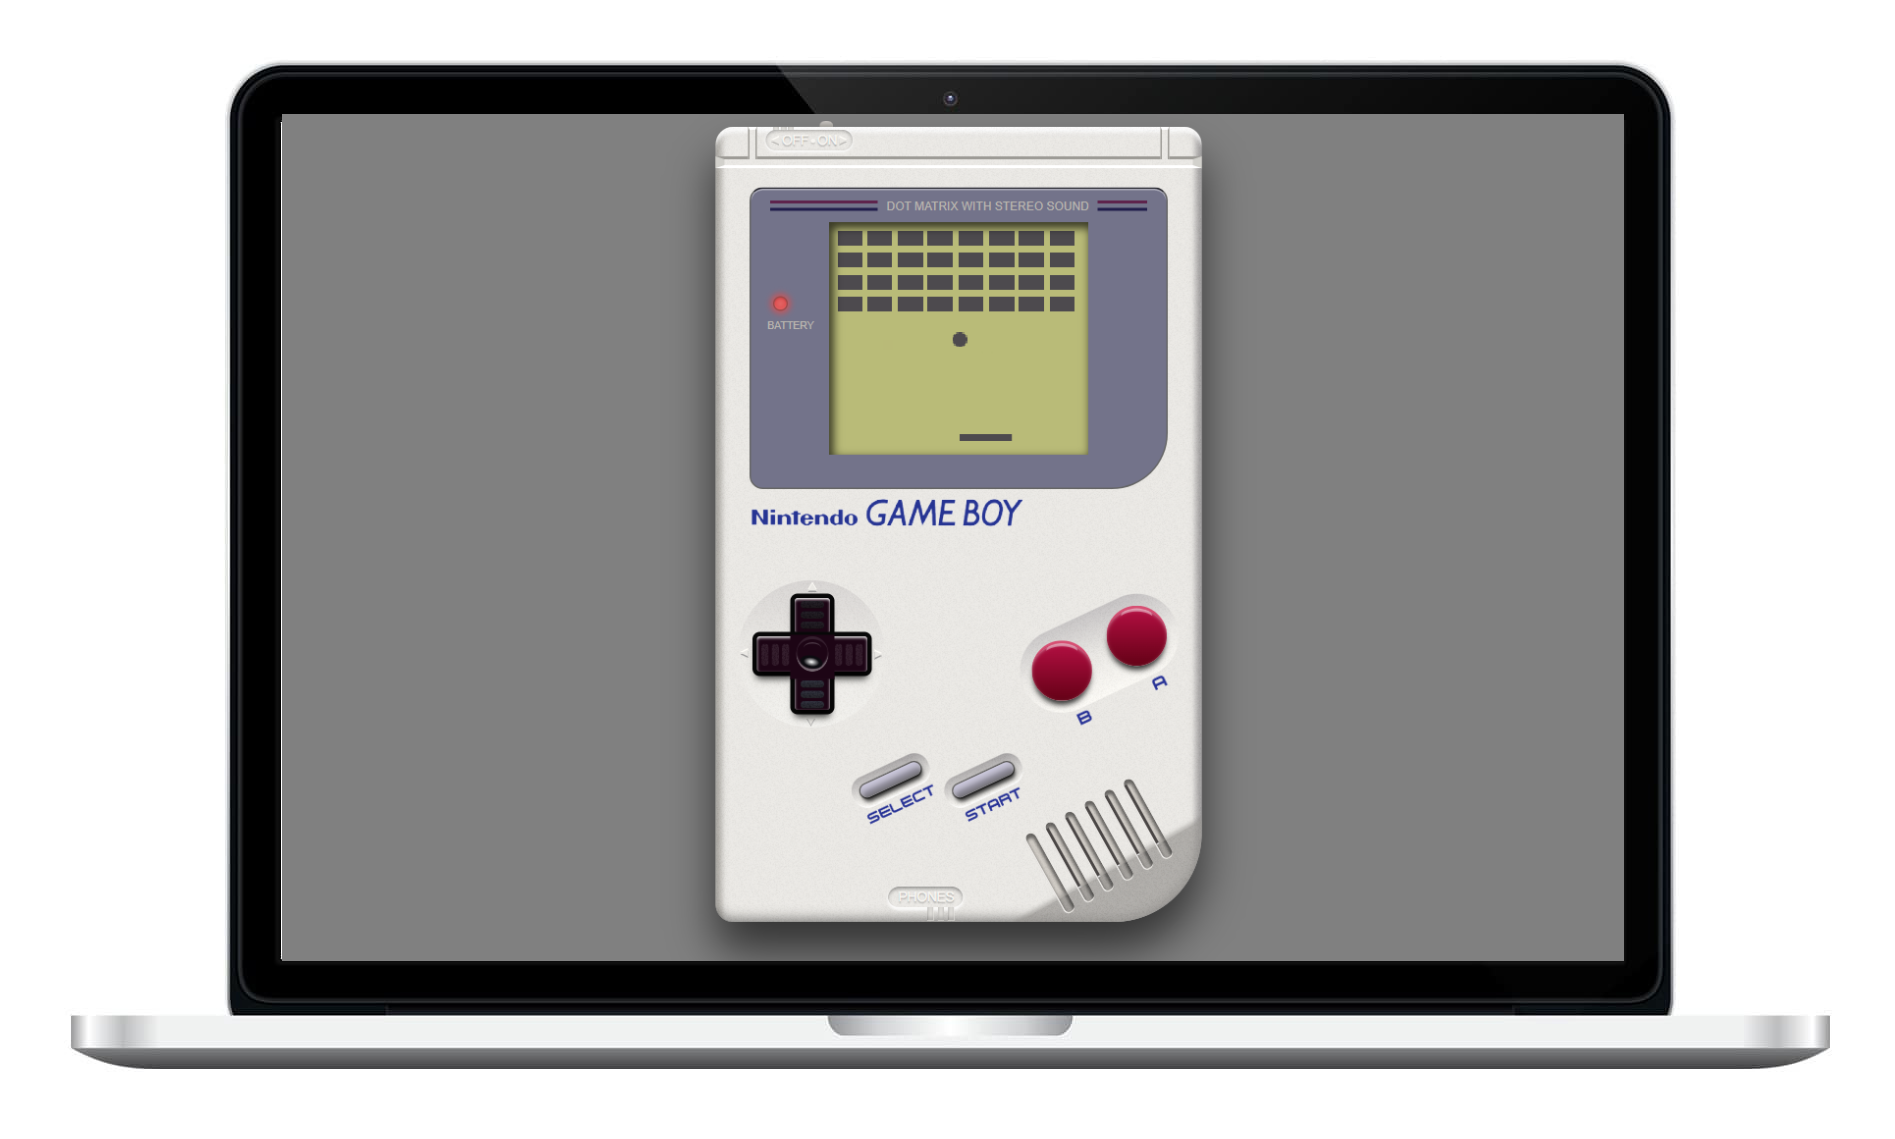 <OFF•ON>
DOT MATRIX WITH STEREO SOUND
BATTERY
Nintendo GAME BOY
A
B
SELECT
START
PHONES